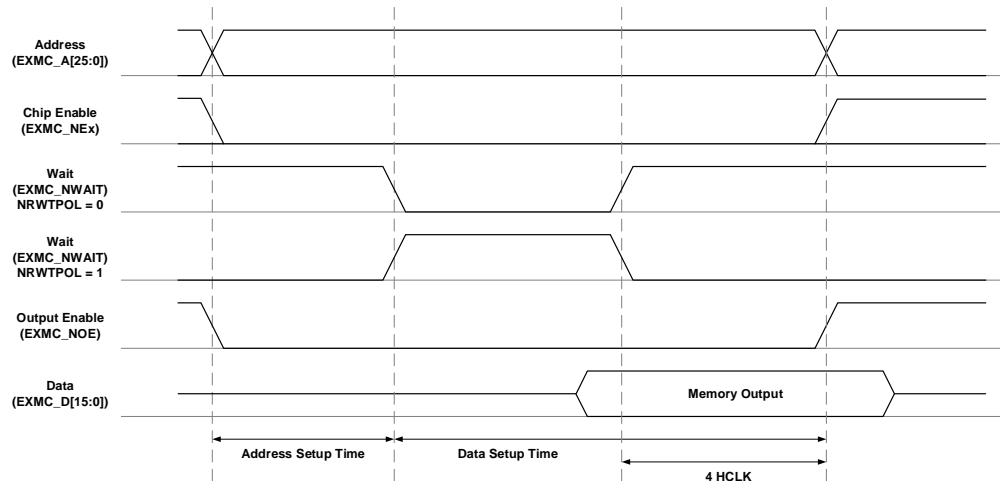 Address
(EXMC_A[25:0])
Chip Enable
(EXMC_NEx)
Wait
(EXMC_NWAIT)
NRWTPOL = 0
Wait
(EXMC_NWAIT)
NRWTPOL = 1
Output Enable
(EXMC_NOE)
Data
(EXMC_D[15:0])
Memory Output
Address Setup Time
Data Setup Time
4 HCLK